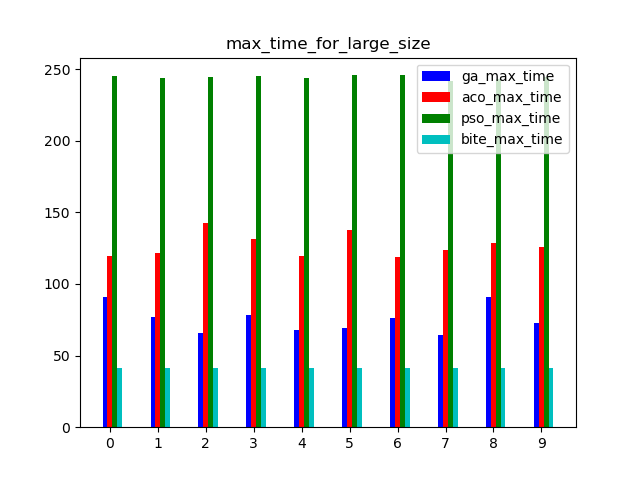 max_time_for_large_size
250
200
150
100
50
0
ga_max_time
aco_max_time
pso_max_time
bite_max_time
0 1 2 3 4 5 6 7 8 9